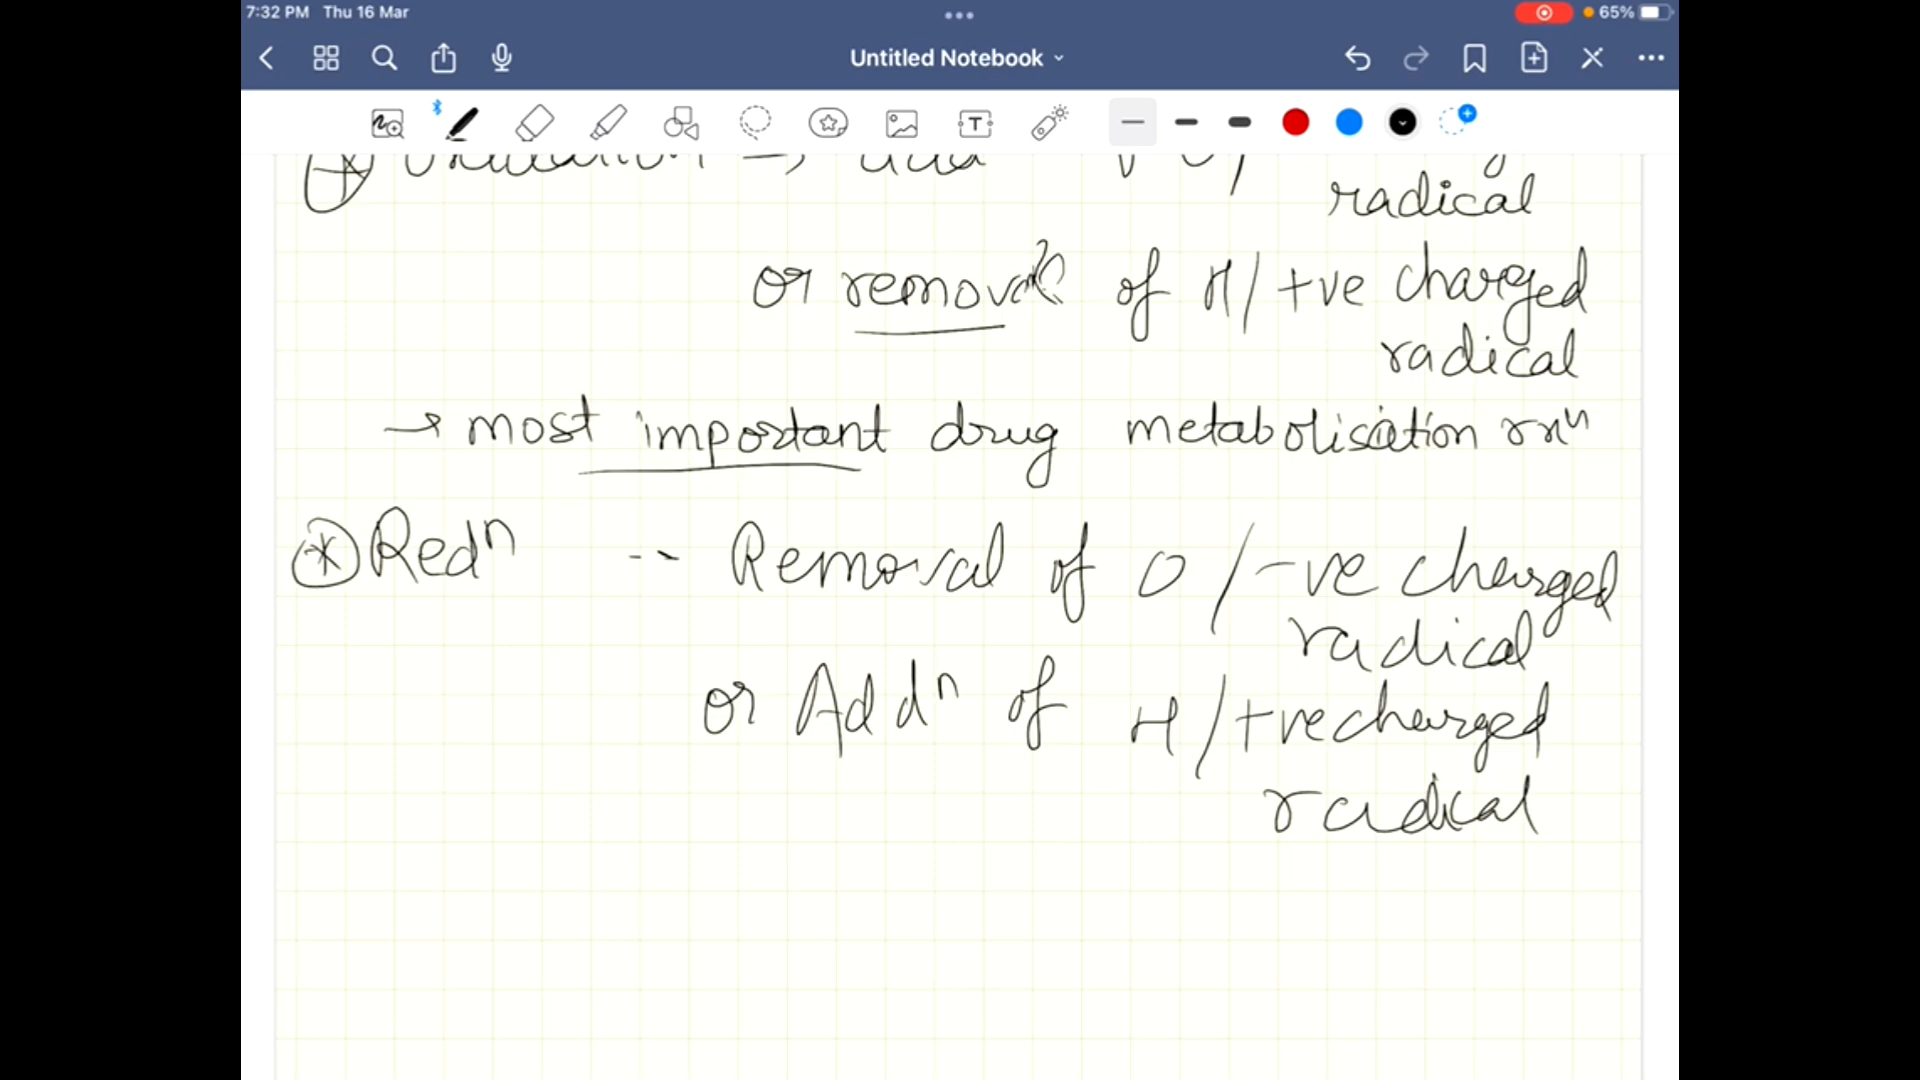 7:32 PM Thu 16 Mar
65%
Untitled Notebook
T
radical
or removal of H/+ve charged
radical
→ most important drug metabolisation rxn
* Redn -- Removal of O/-ve charged
radical
or Addn of H/+ve charged
radical